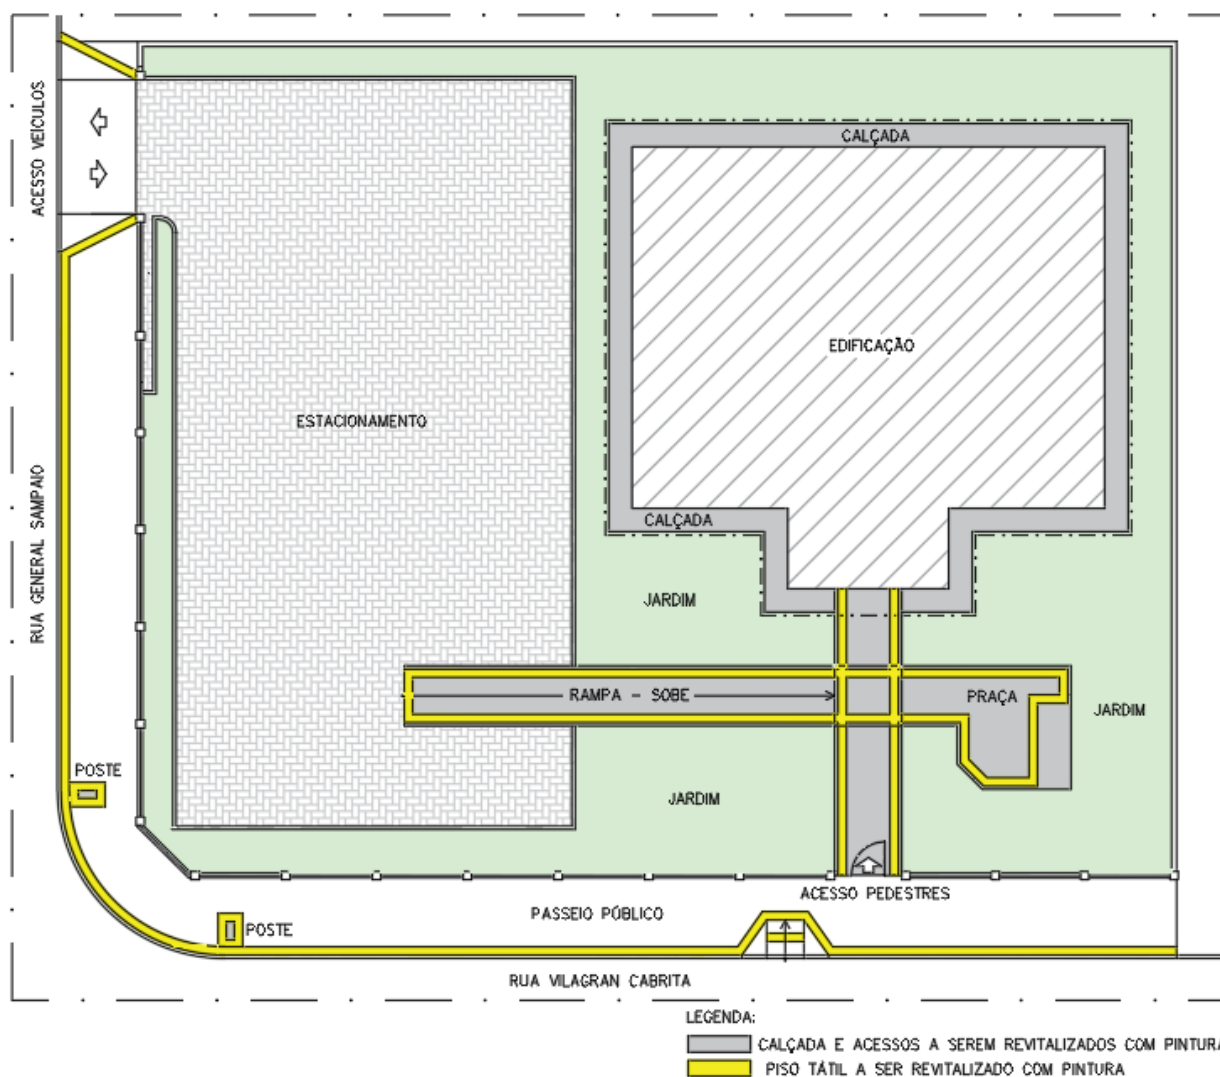 ACESSO VEÍCULOS
CALÇADA
EDIFICAÇÃO
ESTACIONAMENTO
RUA GENERAL SAMPAIO
CALÇADA
JARDIM
RAMPA - SOBE
PRAÇA
JARDIM
POSTE
JARDIM
ACESSO PEDESTRES
PASSEIO PÚBLICO
POSTE
RUA VILAGRAN CABRITA
LEGENDA:
CALÇADA E ACESSOS A SEREM REVITALIZADOS COM PINTURA
PISO TÁTIL A SER REVITALIZADO COM PINTURA